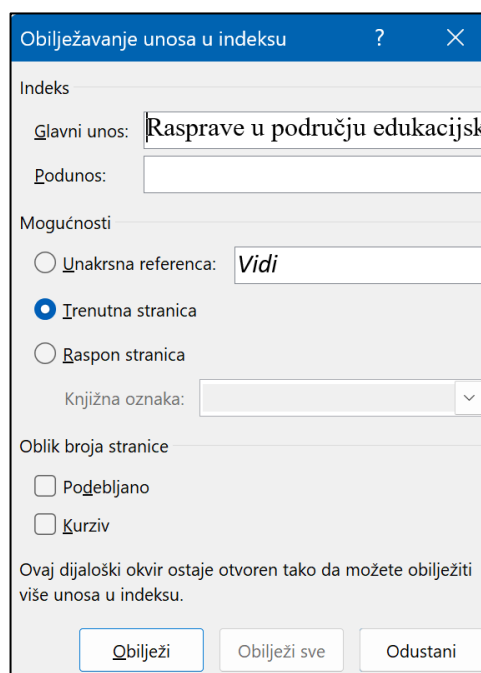 Obilježavanje unosa u indeksu ? ×
Indeks
Glavni unos: Rasprave u području edukacijsk
Podunos:
Mogućnosti
Unakrsna referenca: Vidi
Trenutna stranica
Raspon stranica
Knjižna oznaka:
Oblik broja stranice
Podebljano
Kurziv
Ovaj dijaloški okvir ostaje otvoren tako da možete obilježiti
više unosa u indeksu.
Obilježi Obilježi sve Odustani